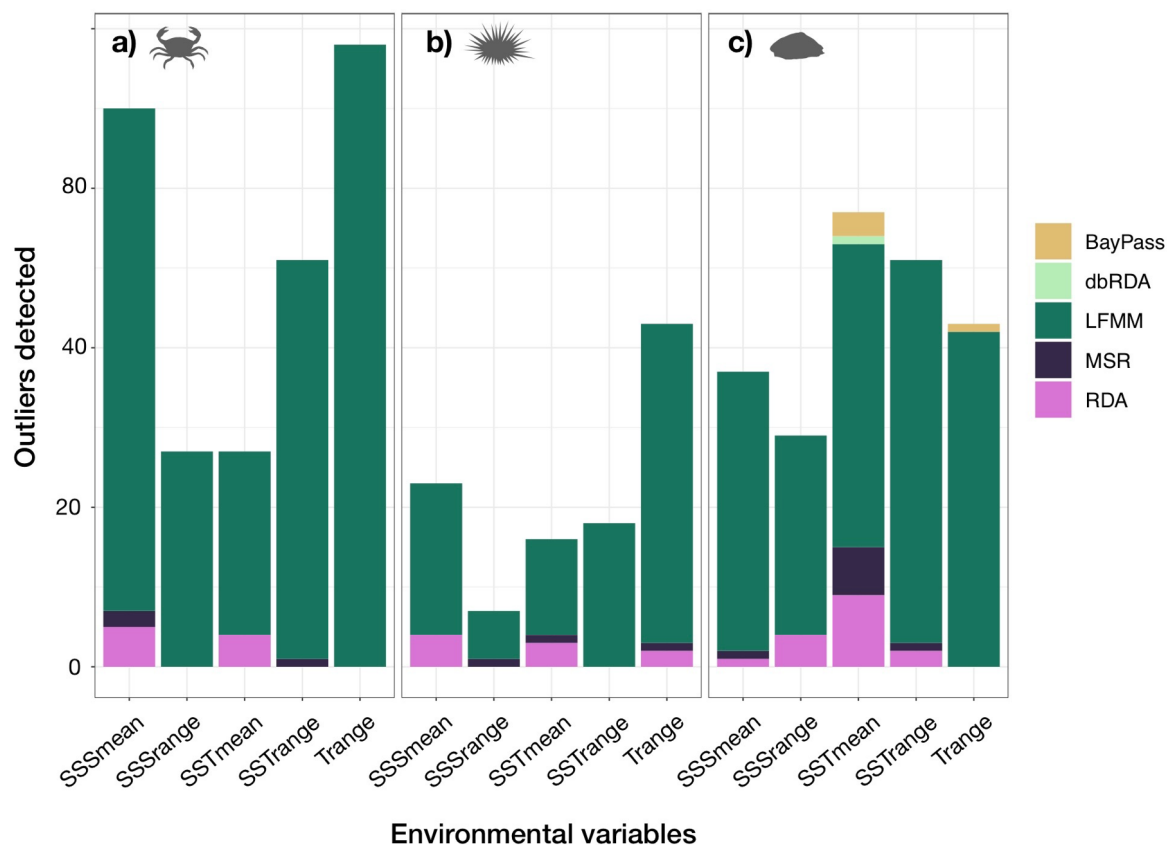 a)
b)
c)
Outliers detected
80
40
20
0
BayPass
dbRDA
LFMM
MSR
RDA
SSSmean
SSSrange
SSTmean
SSTrange
Trange
SSSmean
SSSrange
SSTmean
SSTrange
Trange
SSSmean
SSSrange
SSTmean
SSTrange
Trange
Environmental variables